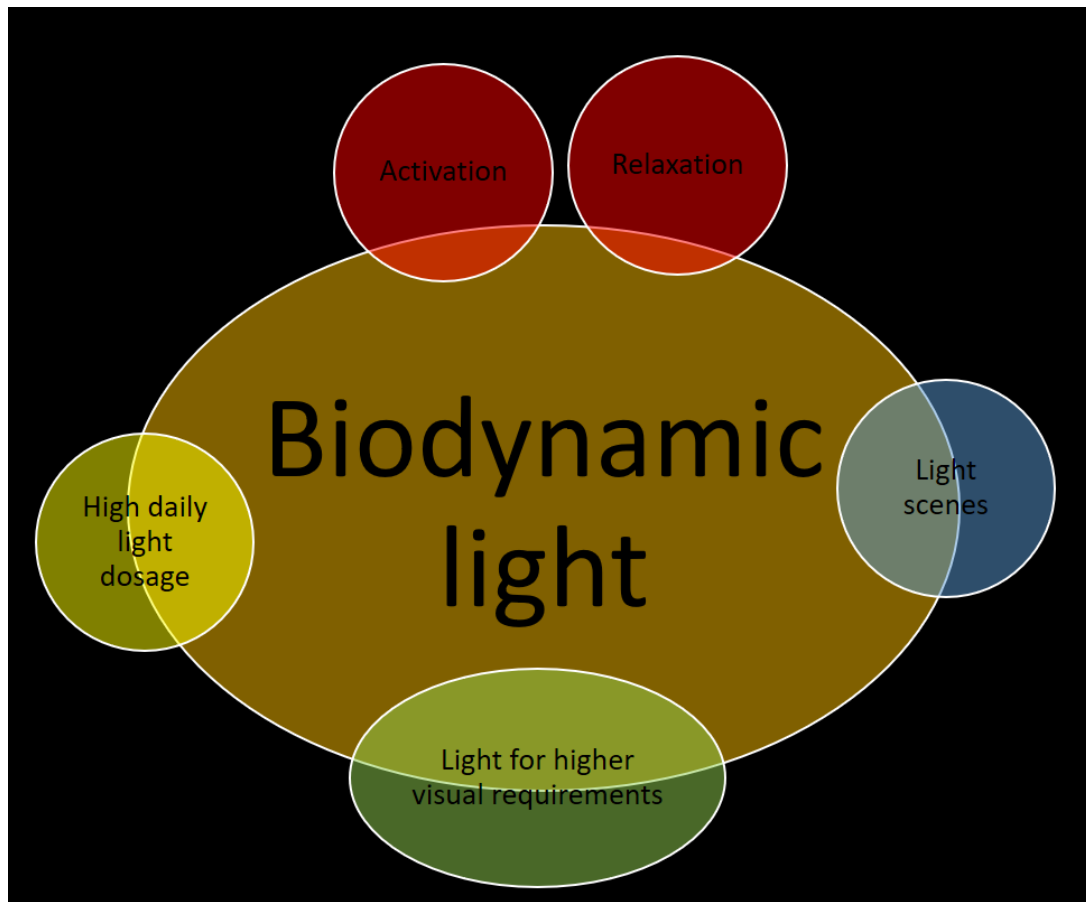 Activation
Relaxation
Biodynamic
light
High daily
light
dosage
Light
scenes
Light for higher
visual requirements